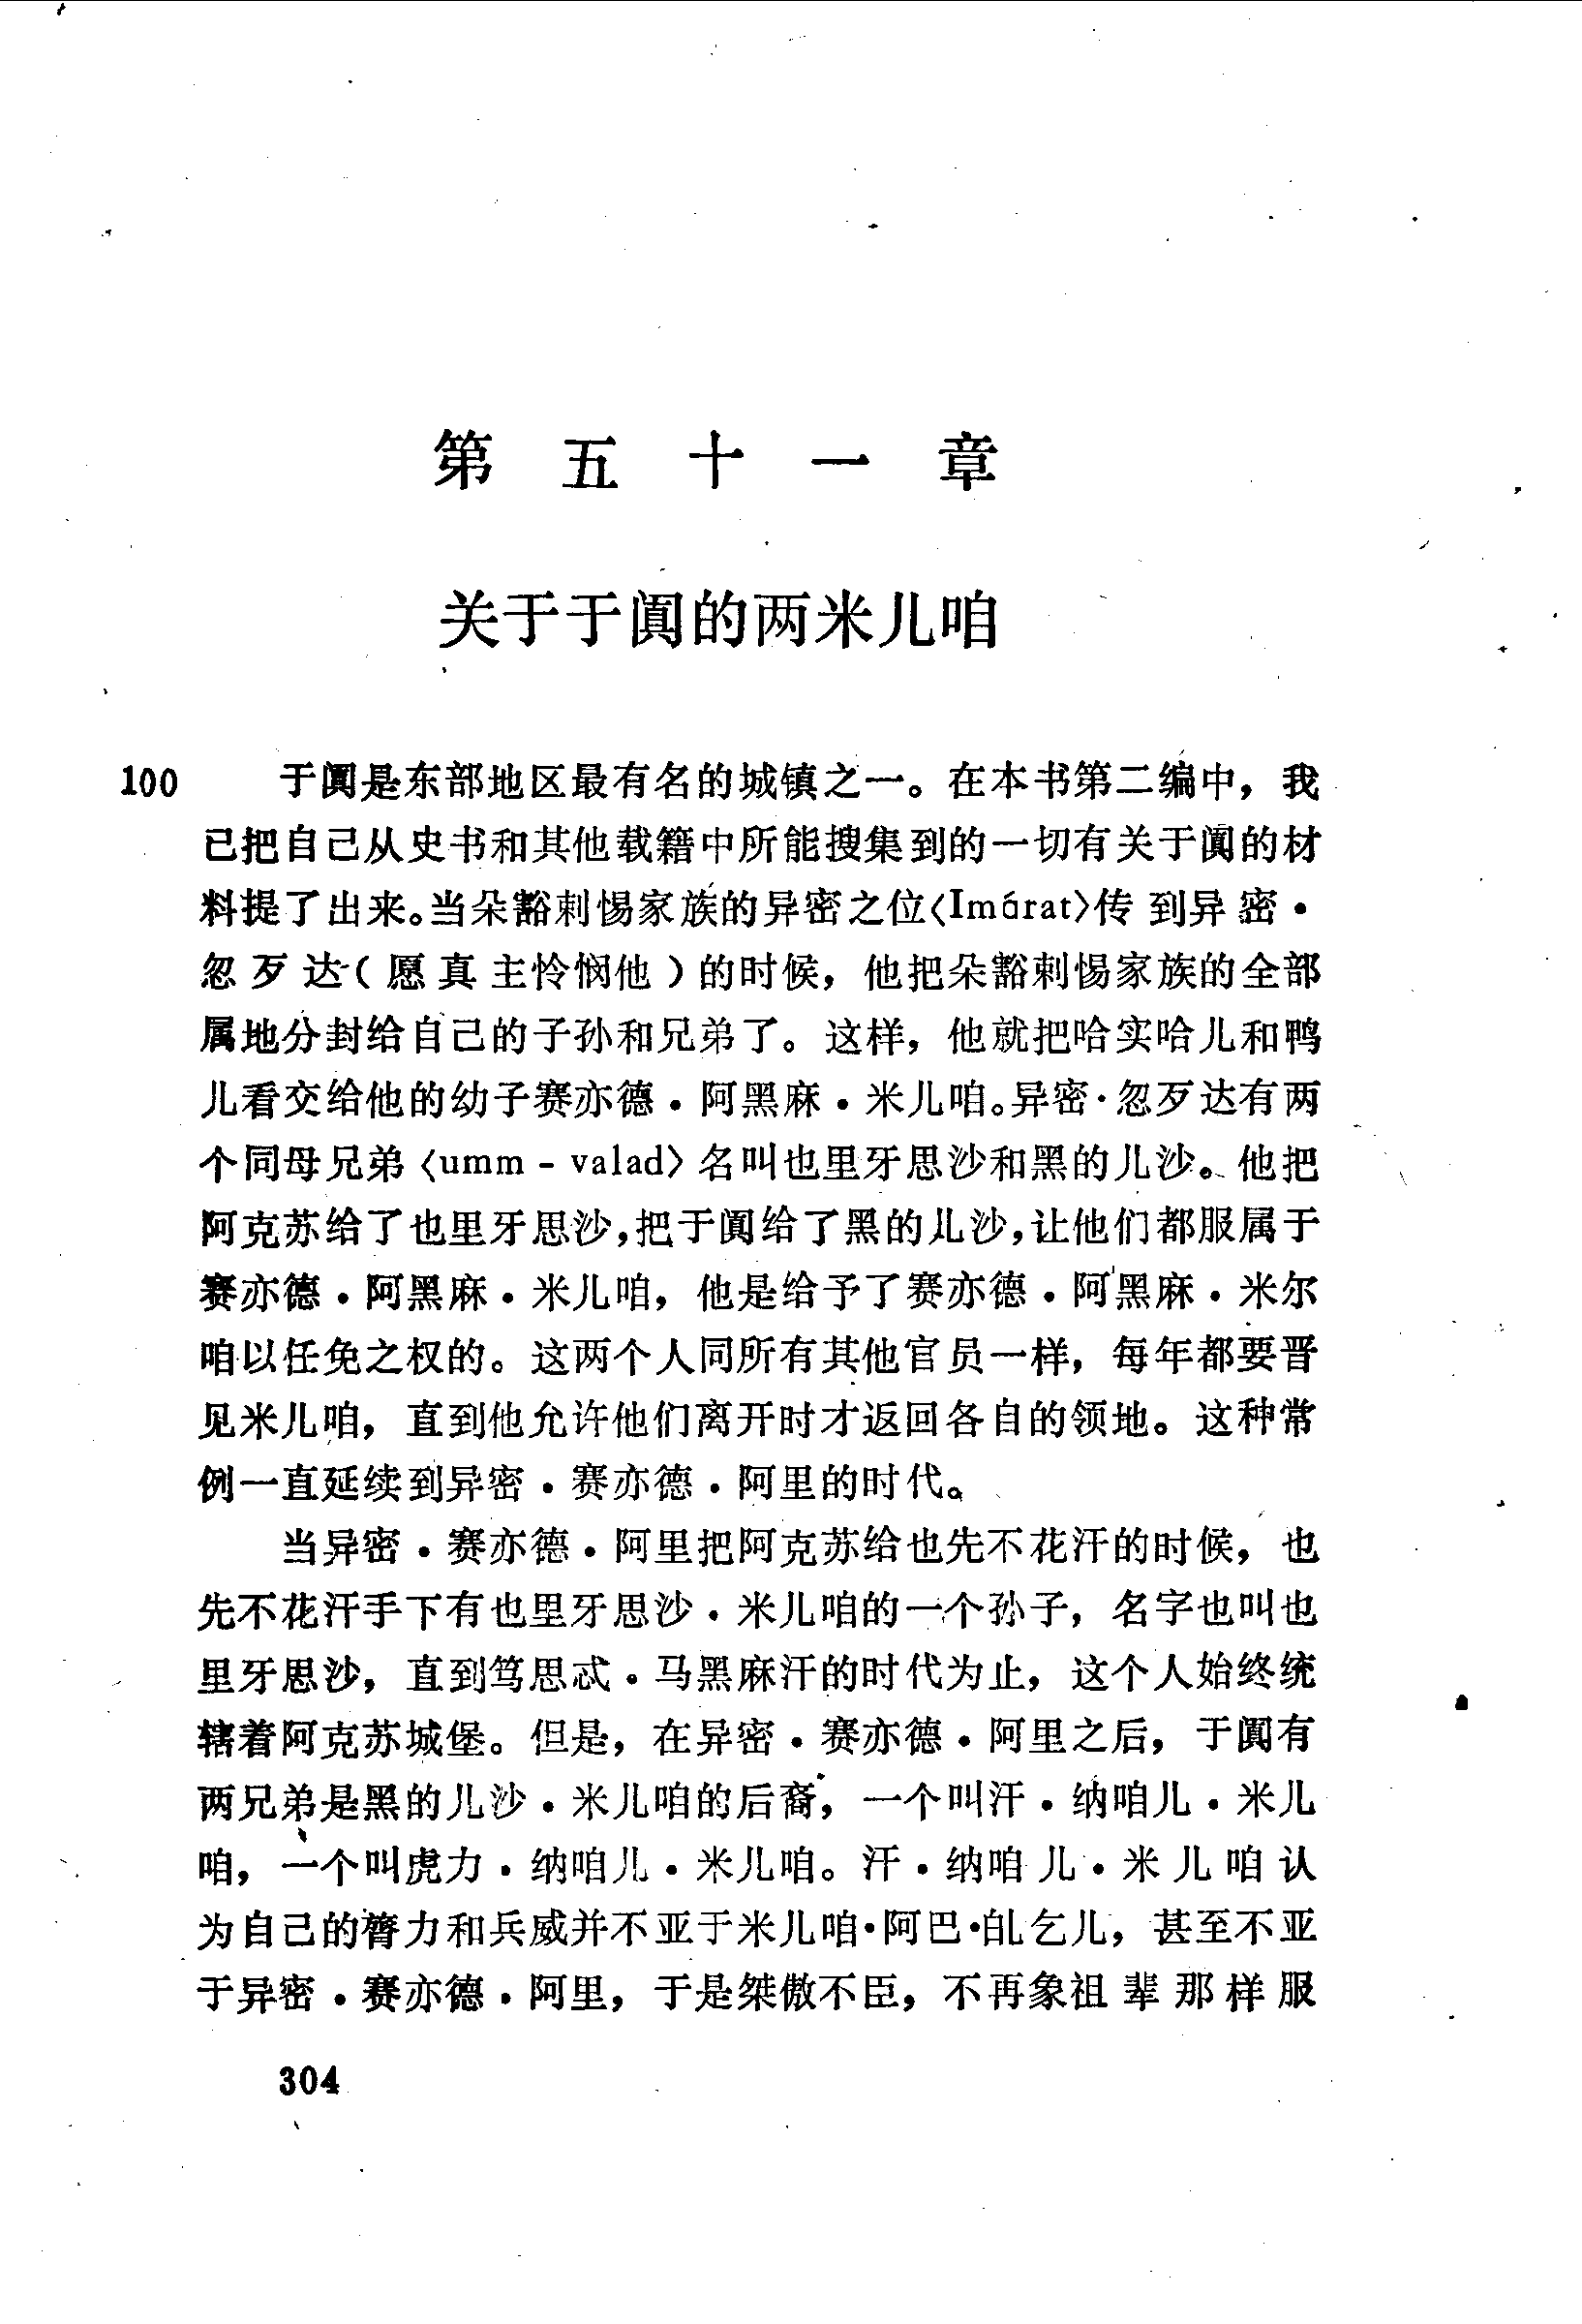 第五十一章
关于于阗的两米儿咱
100 于阗是东部地区最有名的城镇之一。在本书第二编中，我
已把自己从史书和其他载籍中所能搜集到的一切有关于阗的材
料提了出来。当朵豁剌惕家族的异密之位〈Imárat〉传到异密·
忽歹达（愿真主怜悯他）的时候，他把朵豁剌惕家族的全部
属地分封给自己的子孙和兄弟了。这样，他就把哈实哈儿和鸭
儿看交给他的幼子赛亦德·阿黑麻·米儿咱。异密·忽歹达有两
个同母兄弟〈umm-valad〉名叫也里牙思沙和黑的儿沙。他把
阿克苏给了也里牙思沙，把于阗给了黑的儿沙，让他们都服属于
赛亦德·阿黑麻·米儿咱，他是给予了赛亦德·阿黑麻·米尔
咱以任免之权的。这两个人同所有其他官员一样，每年都要晋
见米儿咱，直到他允许他们离开时才返回各自的领地。这种常
例一直延续到异密·赛亦德·阿里的时代。
当异密·赛亦德·阿里把阿克苏给也先不花汗的时候，也
先不花汗手下有也里牙思沙·米儿咱的一个孙子，名字也叫也
里牙思沙，直到笃思忒·马黑麻汗的时代为止，这个人始终统
辖着阿克苏城堡。但是，在异密·赛亦德·阿里之后，于阗有
两兄弟是黑的儿沙·米儿咱的后裔，一个叫汗·纳咱儿·米儿
咱，一个叫虎力·纳咱儿·米儿咱。汗·纳咱儿·米儿咱认
为自己的膂力和兵威并不亚于米儿咱·阿巴·癿乞儿，甚至不亚
于异密·赛亦德·阿里，于是桀傲不臣，不再象祖辈那样服
304